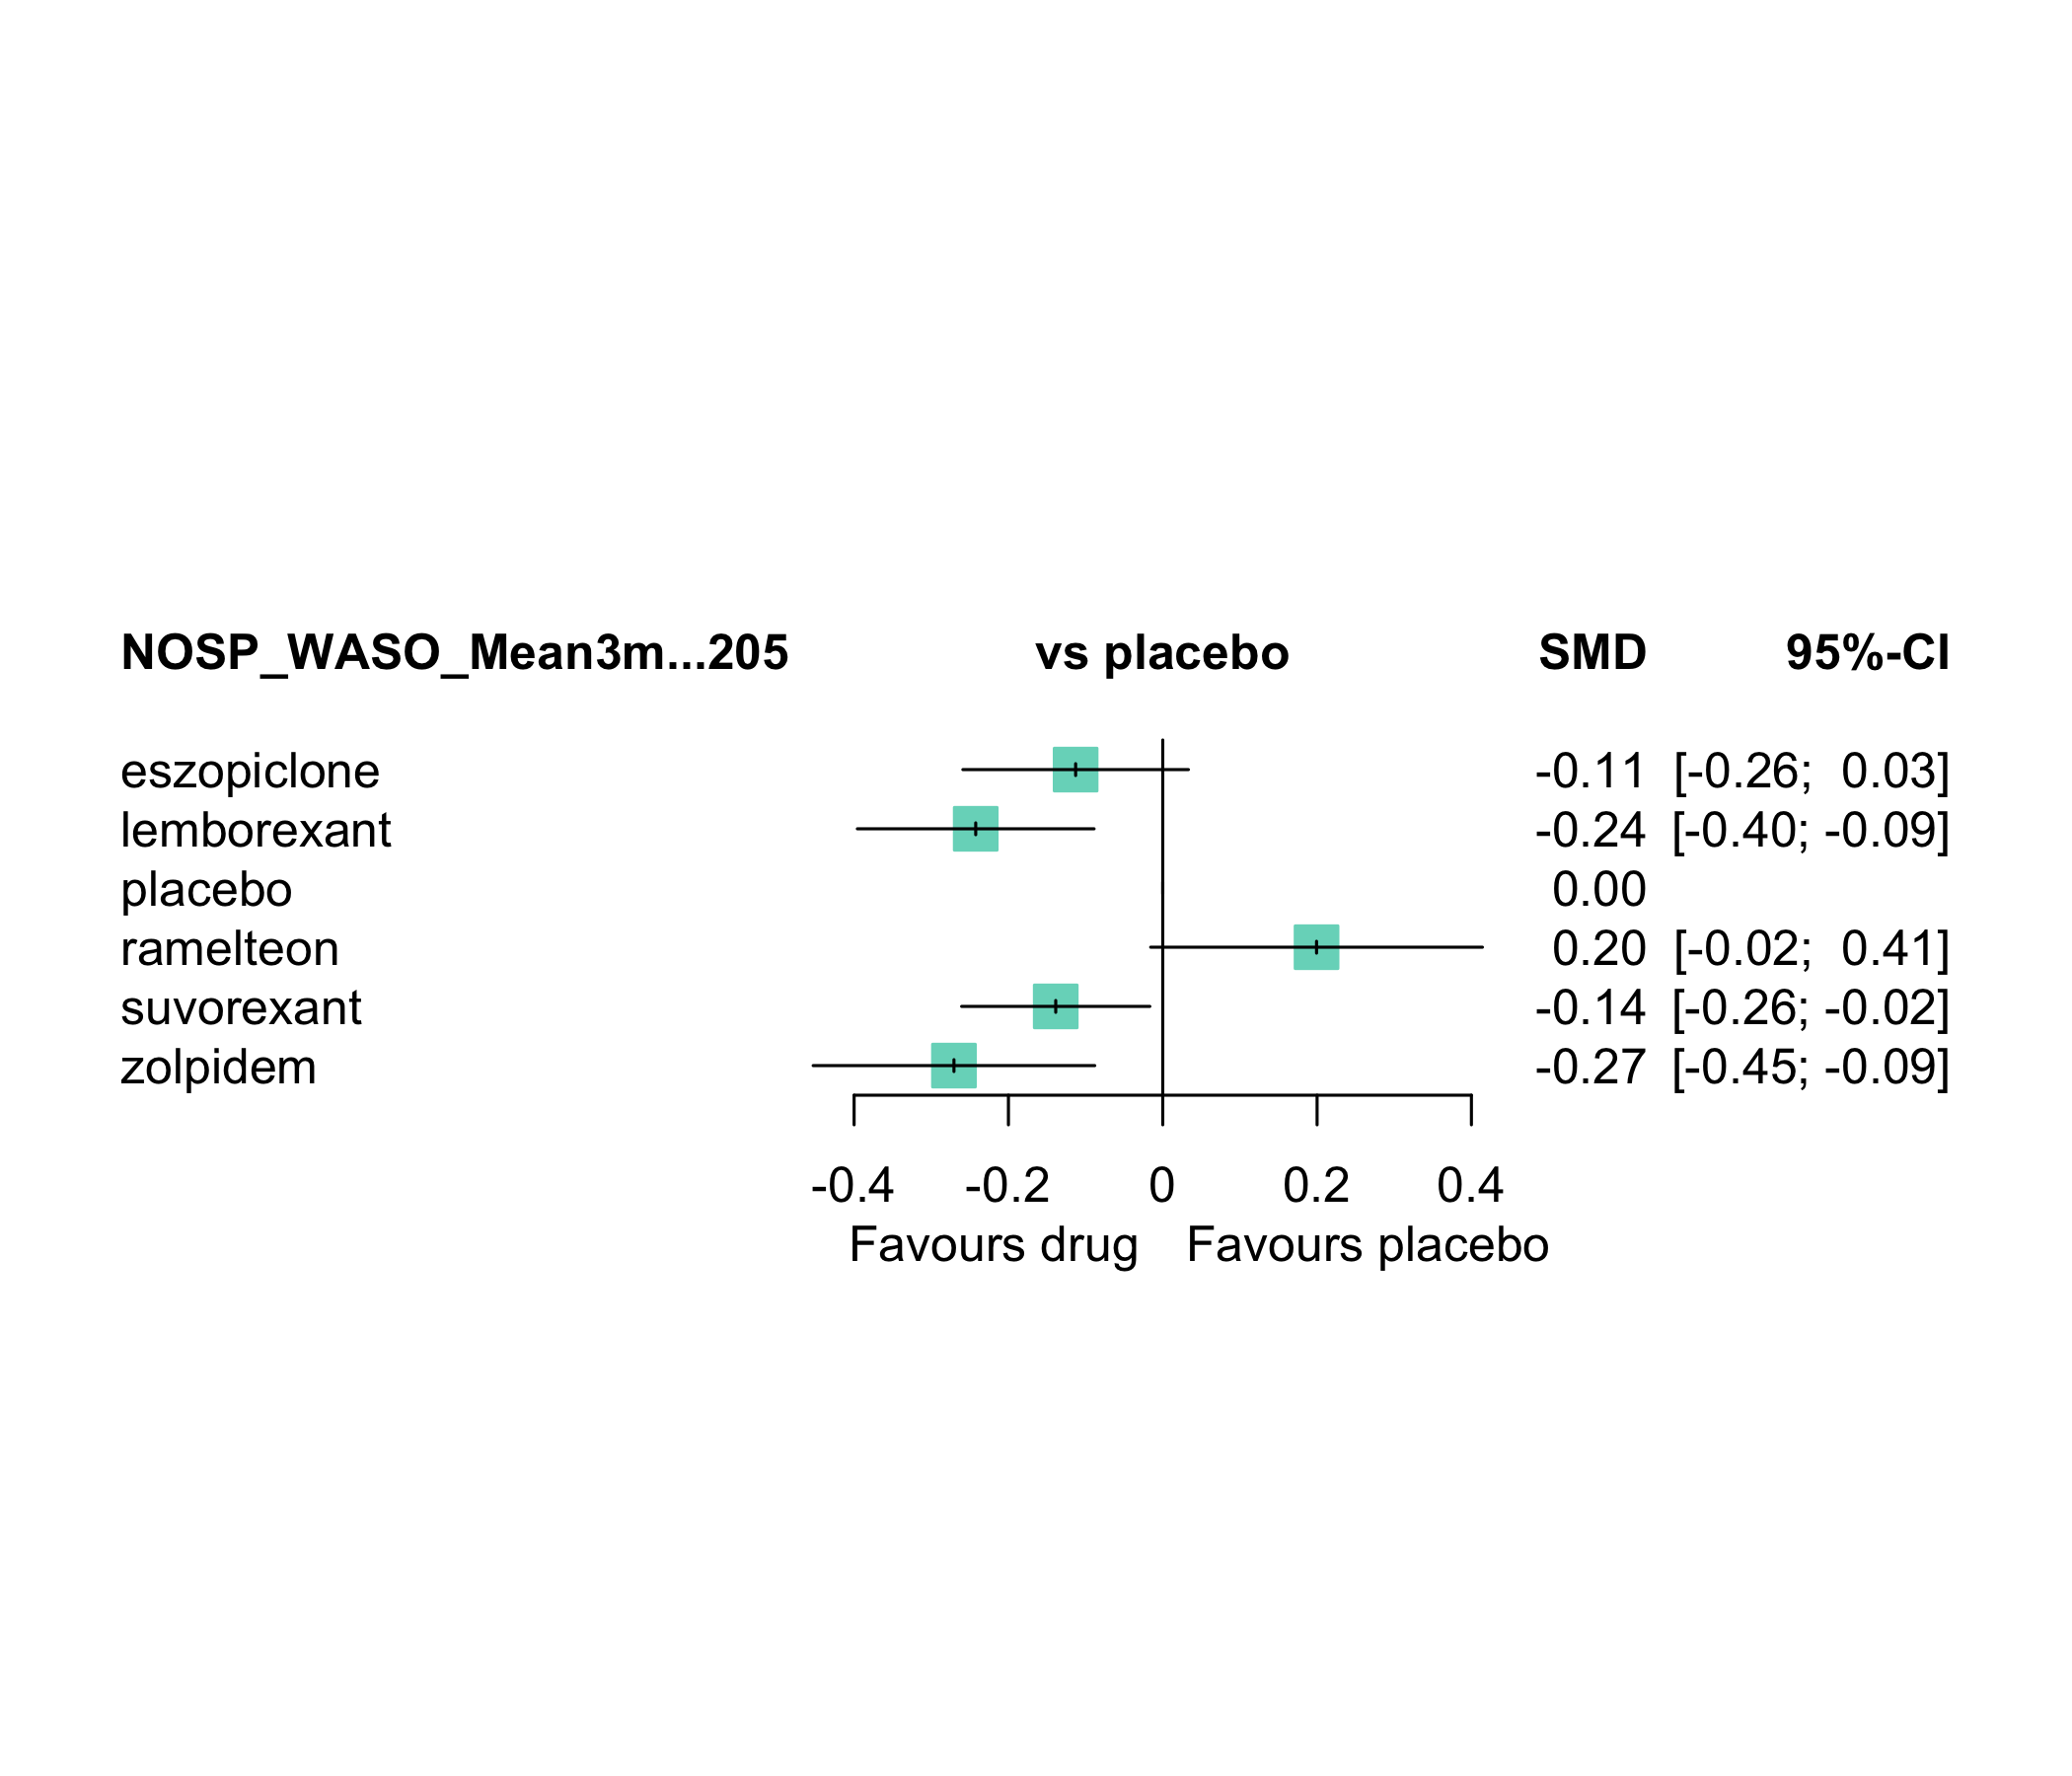 NOSP_WASO_Mean3m...205 vs placebo SMD 95%-CI
eszopiclone -0.11 [-0.26; 0.03]
lemborexant -0.24 [-0.40; -0.09]
placebo 0.00
ramelteon 0.20 [-0.02; 0.41]
suvorexant -0.14 [-0.26; -0.02]
zolpidem -0.27 [-0.45; -0.09]
-0.4 -0.2 0 0.2 0.4
Favours drug Favours placebo